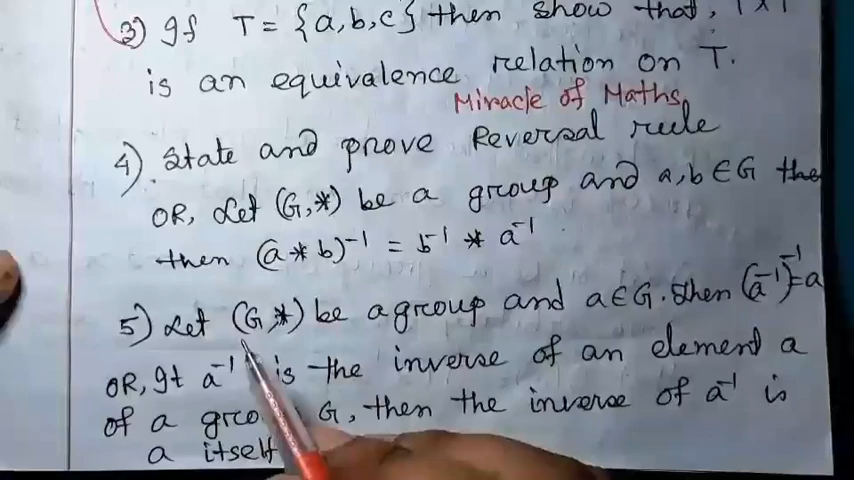 3) If T = {a,b,c} then show that, T×T
is an equivalence relation on T.
Miracle of Maths
4) State and prove Reversal rule
OR, Let (G,*) be a group and a,b ∈ G the
then (a * b)⁻¹ = b⁻¹ * a⁻¹
5) Let (G,*) be a group and a∈G. Then (a⁻¹)⁻¹=a
OR, If a⁻¹ is the inverse of an element a
of a G, then the inverse of a⁻¹ is
a itself